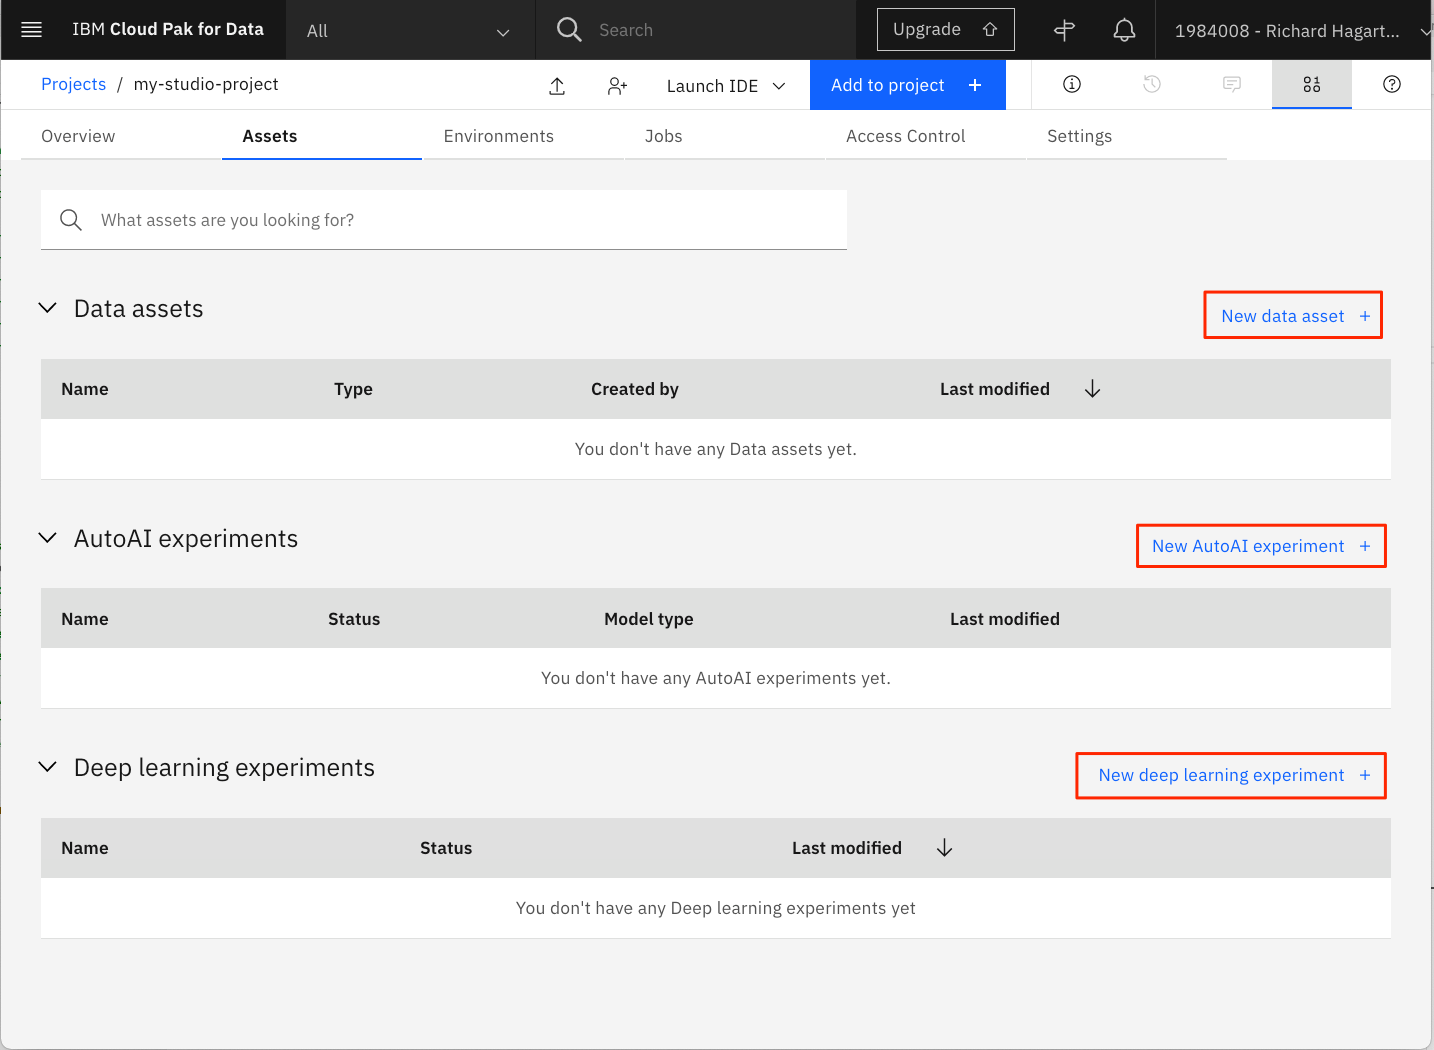 IBM Cloud Pak for Data
All
Search
Upgrade
1984008 - Richard Hagart...
Projects / my-studio-project
Launch IDE
Add to project +
Overview
Assets
Environments
Jobs
Access Control
Settings
What assets are you looking for?
Data assets
New data asset +
Name
Type
Created by
Last modified
You don't have any Data assets yet.
AutoAI experiments
New AutoAI experiment +
Name
Status
Model type
Last modified
You don't have any AutoAI experiments yet.
Deep learning experiments
New deep learning experiment +
Name
Status
Last modified
You don't have any Deep learning experiments yet